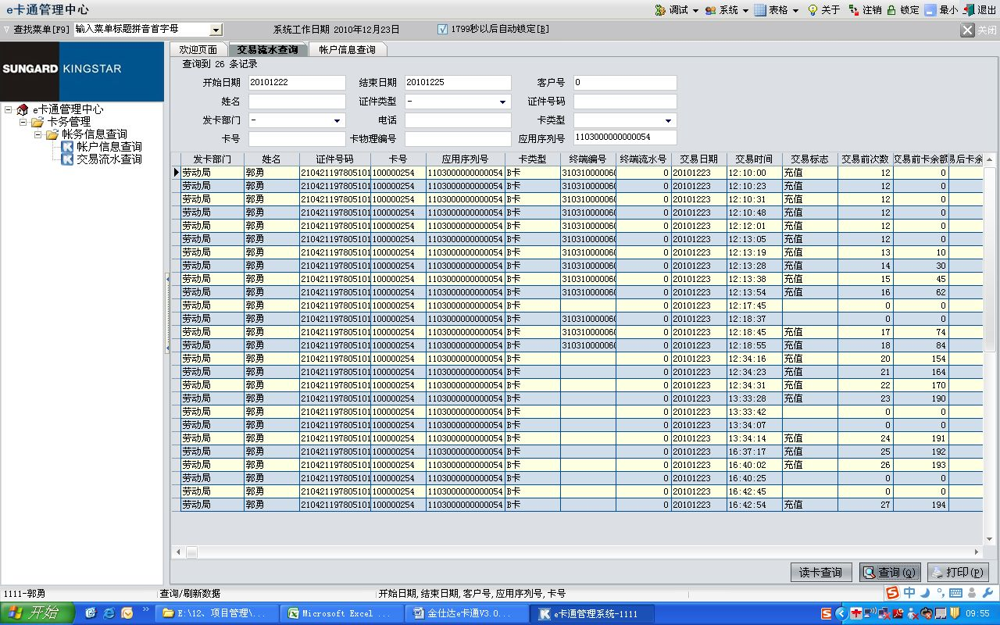 e卡通管理中心 调试 系统 表格 关于 注销 锁定 最小 退出
查找菜单[F9] 输入菜单标题拼音首字母 系统工作日期 2010年12月23日 1799秒以后自动锁定[B] 关闭
SUNGARD KINGSTAR
e卡通管理中心
卡务管理
帐务信息查询
帐户信息查询
交易流水查询
欢迎页面 交易流水查询 帐户信息查询
查询到 26 条记录
开始日期 20101222 结束日期 20101225 客户号 0
姓名 证件类型 - 证件号码
发卡部门 - 电话 卡类型
卡号 卡物理编号 应用序列号 1103000000000054
发卡部门 姓名 证件号码 卡号 应用序列号 卡类型 终端编号 终端流水号 交易日期 交易时间 交易标志 交易前次数 交易前卡余额 易后卡余
劳动局 郭勇 210421197805101 100000254 1103000000000054 B卡 31031000006 0 20101223 12:10:00 充值 12 0
劳动局 郭勇 210421197805101 100000254 1103000000000054 B卡 31031000006 0 20101223 12:10:23 充值 12 0
劳动局 郭勇 210421197805101 100000254 1103000000000054 B卡 31031000006 0 20101223 12:10:31 充值 12 0
劳动局 郭勇 210421197805101 100000254 1103000000000054 B卡 31031000006 0 20101223 12:10:48 充值 12 0
劳动局 郭勇 210421197805101 100000254 1103000000000054 B卡 31031000006 0 20101223 12:12:01 充值 12 0
劳动局 郭勇 210421197805101 100000254 1103000000000054 B卡 31031000006 0 20101223 12:13:05 充值 12 0
劳动局 郭勇 210421197805101 100000254 1103000000000054 B卡 31031000006 0 20101223 12:13:19 充值 13 10
劳动局 郭勇 210421197805101 100000254 1103000000000054 B卡 31031000006 0 20101223 12:13:28 充值 14 30
劳动局 郭勇 210421197805101 100000254 1103000000000054 B卡 31031000006 0 20101223 12:13:38 充值 15 45
劳动局 郭勇 210421197805101 100000254 1103000000000054 B卡 31031000006 0 20101223 12:13:54 充值 16 62
劳动局 郭勇 210421197805101 100000254 1103000000000054 B卡 0 20101223 12:17:45 0 0
劳动局 郭勇 210421197805101 100000254 1103000000000054 B卡 31031000006 0 20101223 12:18:37 0 0
劳动局 郭勇 210421197805101 100000254 1103000000000054 B卡 31031000006 0 20101223 12:18:45 充值 17 74
劳动局 郭勇 210421197805101 100000254 1103000000000054 B卡 31031000006 0 20101223 12:18:55 充值 18 84
劳动局 郭勇 210421197805101 100000254 1103000000000054 B卡 0 20101223 12:34:16 充值 20 154
劳动局 郭勇 210421197805101 100000254 1103000000000054 B卡 0 20101223 12:34:23 充值 21 164
劳动局 郭勇 210421197805101 100000254 1103000000000054 B卡 0 20101223 12:34:31 充值 22 170
劳动局 郭勇 210421197805101 100000254 1103000000000054 B卡 0 20101223 13:33:28 充值 23 190
劳动局 郭勇 210421197805101 100000254 1103000000000054 B卡 0 20101223 13:33:42 0 0
劳动局 郭勇 210421197805101 100000254 1103000000000054 B卡 0 20101223 13:34:07 0 0
劳动局 郭勇 210421197805101 100000254 1103000000000054 B卡 0 20101223 13:34:14 充值 24 191
劳动局 郭勇 210421197805101 100000254 1103000000000054 B卡 0 20101223 16:37:17 充值 25 192
劳动局 郭勇 210421197805101 100000254 1103000000000054 B卡 0 20101223 16:40:02 充值 26 193
劳动局 郭勇 210421197805101 100000254 1103000000000054 B卡 0 20101223 16:40:25 0 0
劳动局 郭勇 210421197805101 100000254 1103000000000054 B卡 0 20101223 16:42:45 0 0
劳动局 郭勇 210421197805101 100000254 1103000000000054 B卡 0 20101223 16:42:54 充值 27 194
读卡查询 查询(Q) 打印(P)
1111-郭勇 查询/刷新数据 开始日期, 结束日期, 客户号, 应用序列号, 卡号 中
开始 E:\12、项目管理\... Microsoft Excel ... 金仕达e卡通V3.0... e卡通管理系统-1111 09:55